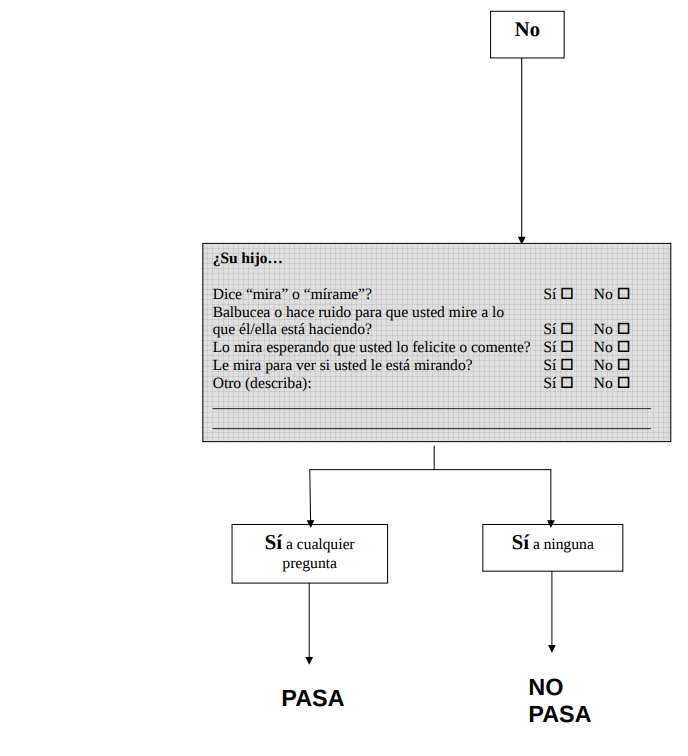 No
¿Su hijo…
Dice “mira” o “mírame”? Sí ☐ No ☐
Balbucea o hace ruido para que usted mire a lo
que él/ella está haciendo? Sí ☐ No ☐
Lo mira esperando que usted lo felicite o comente? Sí ☐ No ☐
Le mira para ver si usted le está mirando? Sí ☐ No ☐
Otro (describa): Sí ☐ No ☐
Sí a cualquier
pregunta
Sí a ninguna
PASA
NO
PASA